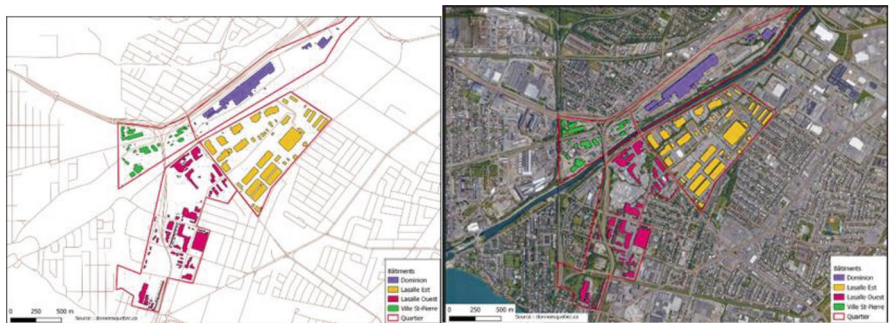 Bâtiments
Dominion
Lasalle Est
Lasalle Ouest
Ville St-Pierre
Quartier
0 250 500 m
Source : donneesquebec.ca
Bâtiments
Dominion
Lasalle Est
Lasalle Ouest
Ville St-Pierre
Quartier
0 250 500 m
Source : donneesquebec.ca